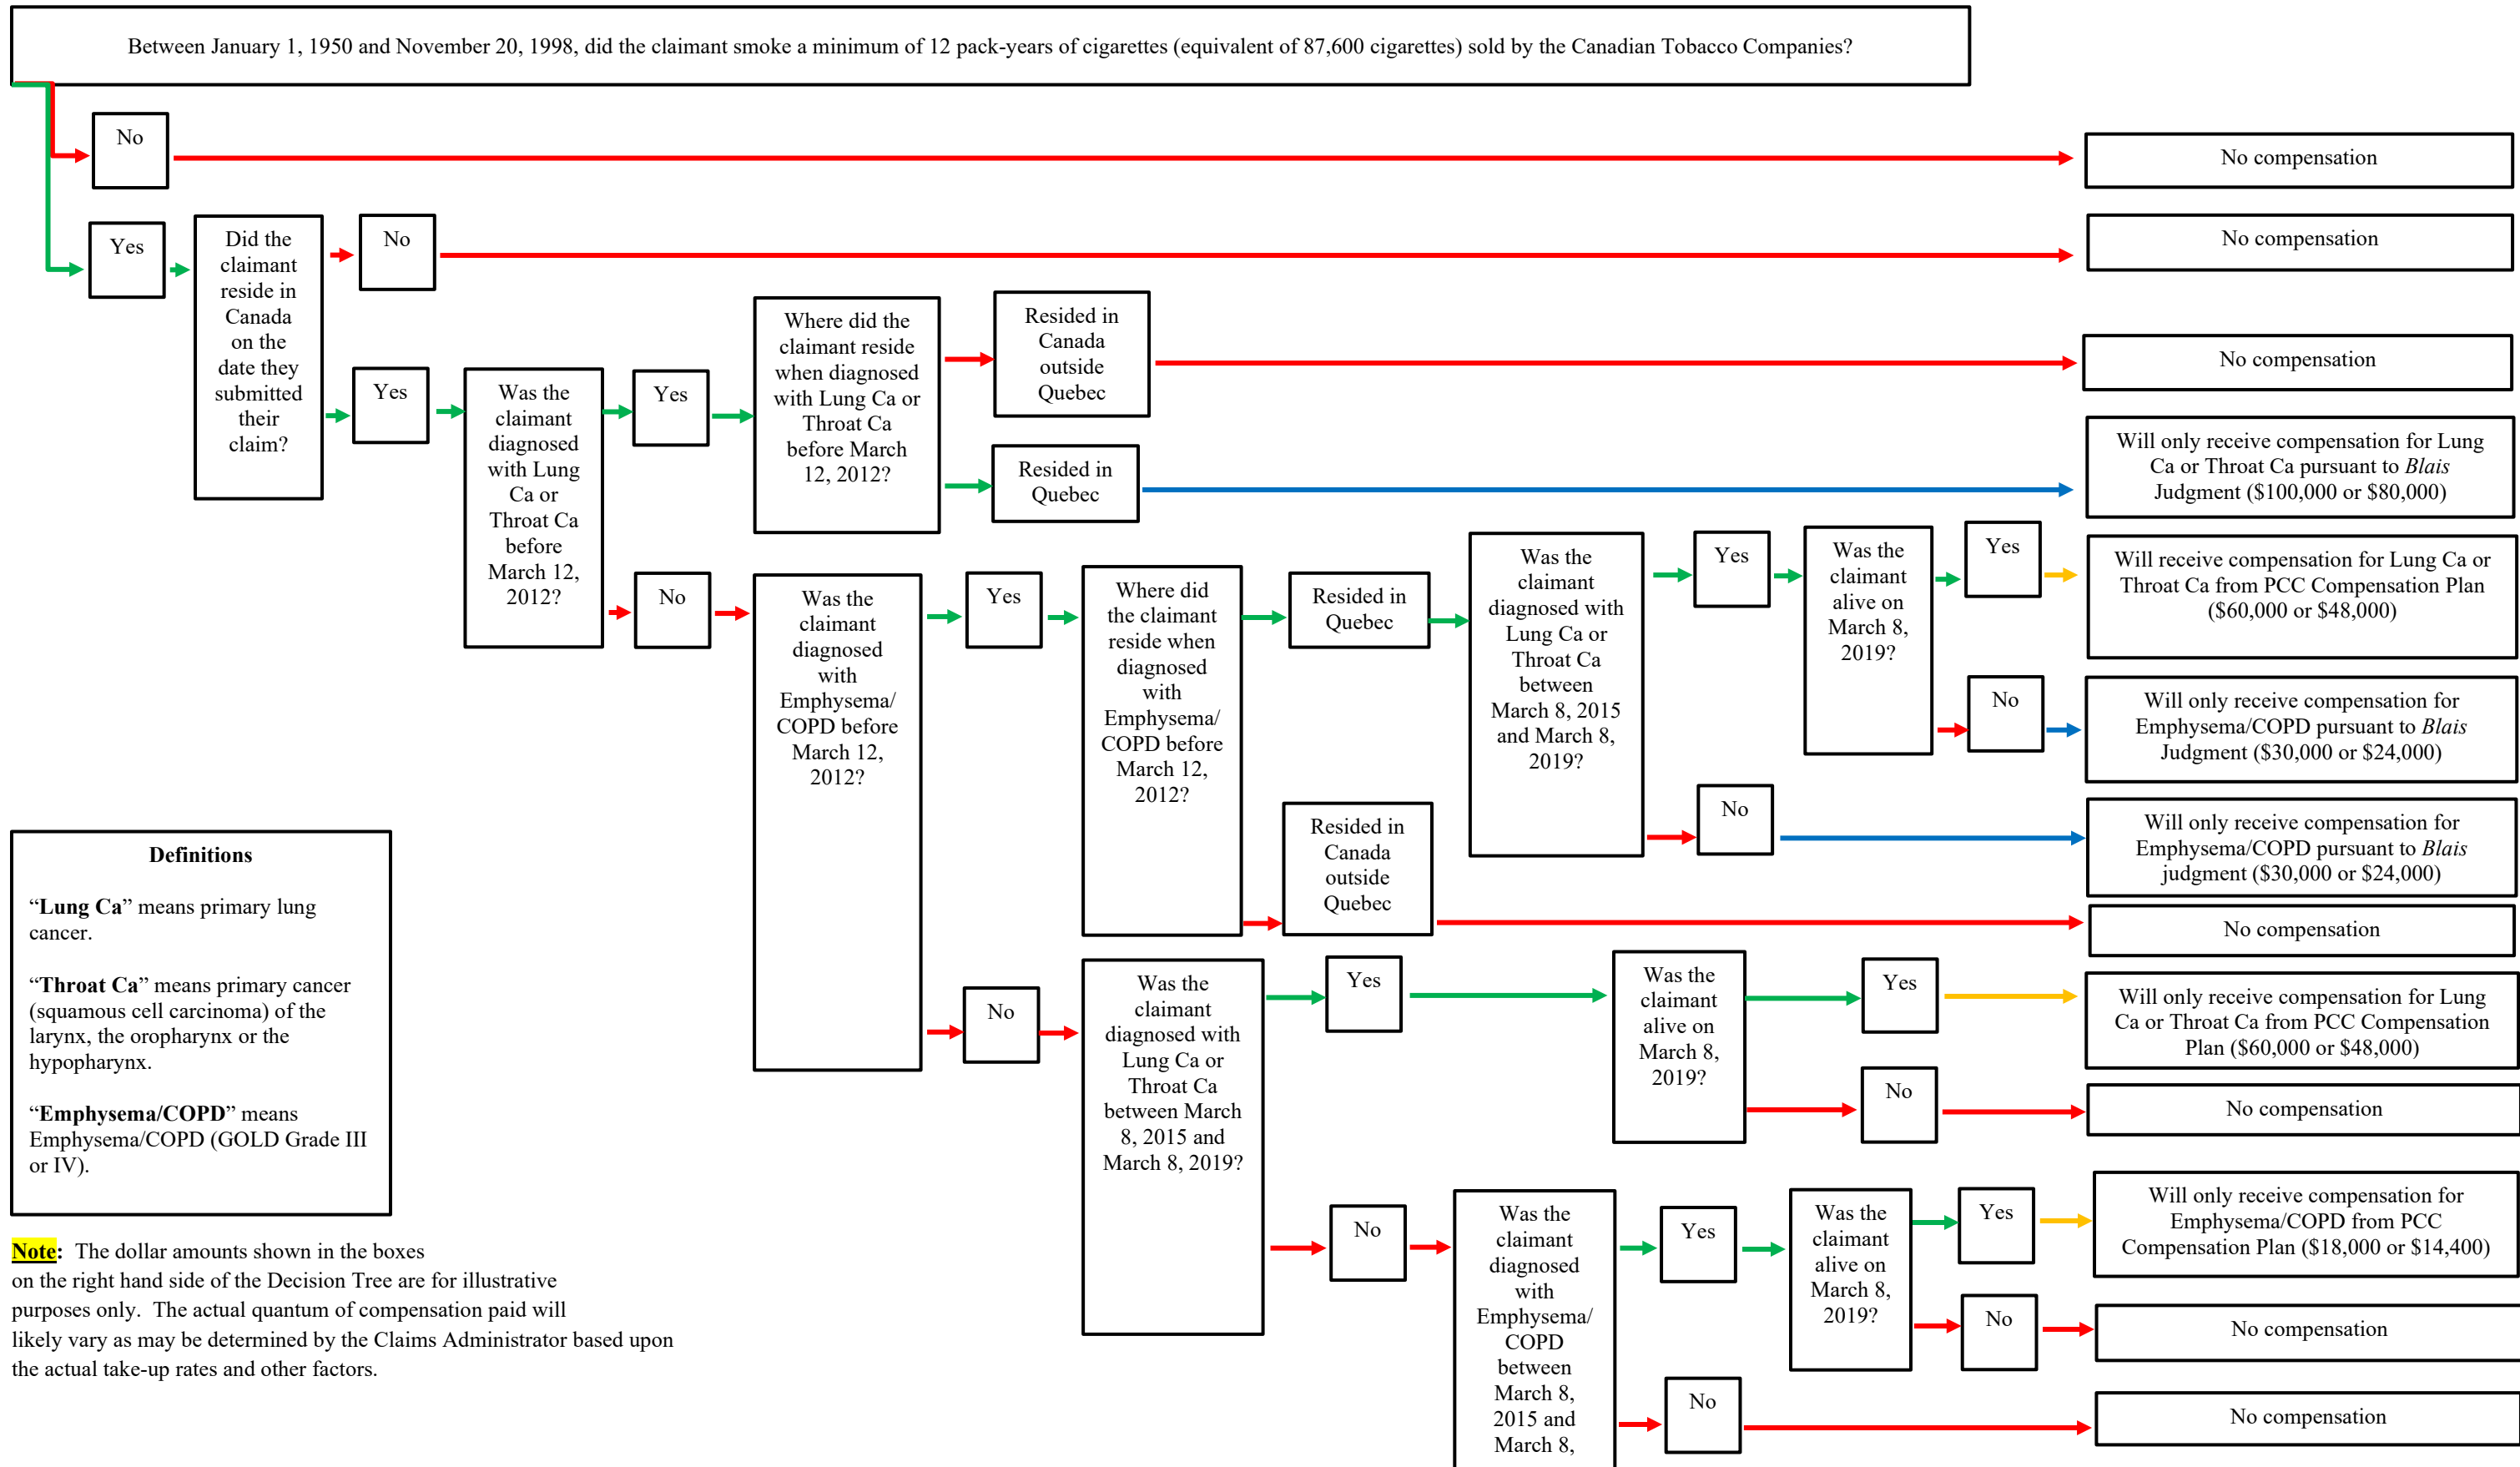 Between January 1, 1950 and November 20, 1998, did the claimant smoke a minimum of 12 pack-years of cigarettes (equivalent of 87,600 cigarettes) sold by the Canadian Tobacco Companies?
No
No compensation
Yes
Did the
claimant
reside in
Canada
on the
date they
submitted
their
claim?
No
No compensation
Yes
Was the
claimant
diagnosed
with Lung
Ca or
Throat Ca
before
March 12,
2012?
Yes
Where did the
claimant reside
when diagnosed
with Lung Ca or
Throat Ca
before March
12, 2012?
Resided in
Canada
outside
Quebec
No compensation
Resided in
Quebec
Will only receive compensation for Lung
Ca or Throat Ca pursuant to Blais
Judgment ($100,000 or $80,000)
No
Was the
claimant
diagnosed
with
Emphysema/
COPD before
March 12,
2012?
Yes
Where did
the claimant
reside when
diagnosed
with
Emphysema/
COPD before
March 12,
2012?
Resided in
Quebec
Was the
claimant
diagnosed with
Lung Ca or
Throat Ca
between
March 8, 2015
and March 8,
2019?
Yes
Was the
claimant
alive on
March 8,
2019?
Yes
Will receive compensation for Lung Ca or
Throat Ca from PCC Compensation Plan
($60,000 or $48,000)
No
Will only receive compensation for
Emphysema/COPD pursuant to Blais
Judgment ($30,000 or $24,000)
No
Will only receive compensation for
Emphysema/COPD pursuant to Blais
judgment ($30,000 or $24,000)
Resided in
Canada
outside
Quebec
No compensation
No
Was the
claimant
diagnosed with
Lung Ca or
Throat Ca
between March
8, 2015 and
March 8, 2019?
Yes
Was the
claimant
alive on
March 8,
2019?
Yes
Will only receive compensation for Lung
Ca or Throat Ca from PCC Compensation
Plan ($60,000 or $48,000)
No
No compensation
No
Was the
claimant
diagnosed
with
Emphysema/
COPD
between
March 8,
2015 and
March 8,
Yes
Was the
claimant
alive on
March 8,
2019?
Yes
Will only receive compensation for
Emphysema/COPD from PCC
Compensation Plan ($18,000 or $14,400)
No
No compensation
No
No compensation
Definitions
“Lung Ca” means primary lung
cancer.
“Throat Ca” means primary cancer
(squamous cell carcinoma) of the
larynx, the oropharynx or the
hypopharynx.
“Emphysema/COPD” means
Emphysema/COPD (GOLD Grade III
or IV).
Note: The dollar amounts shown in the boxes
on the right hand side of the Decision Tree are for illustrative
purposes only. The actual quantum of compensation paid will
likely vary as may be determined by the Claims Administrator based upon
the actual take-up rates and other factors.